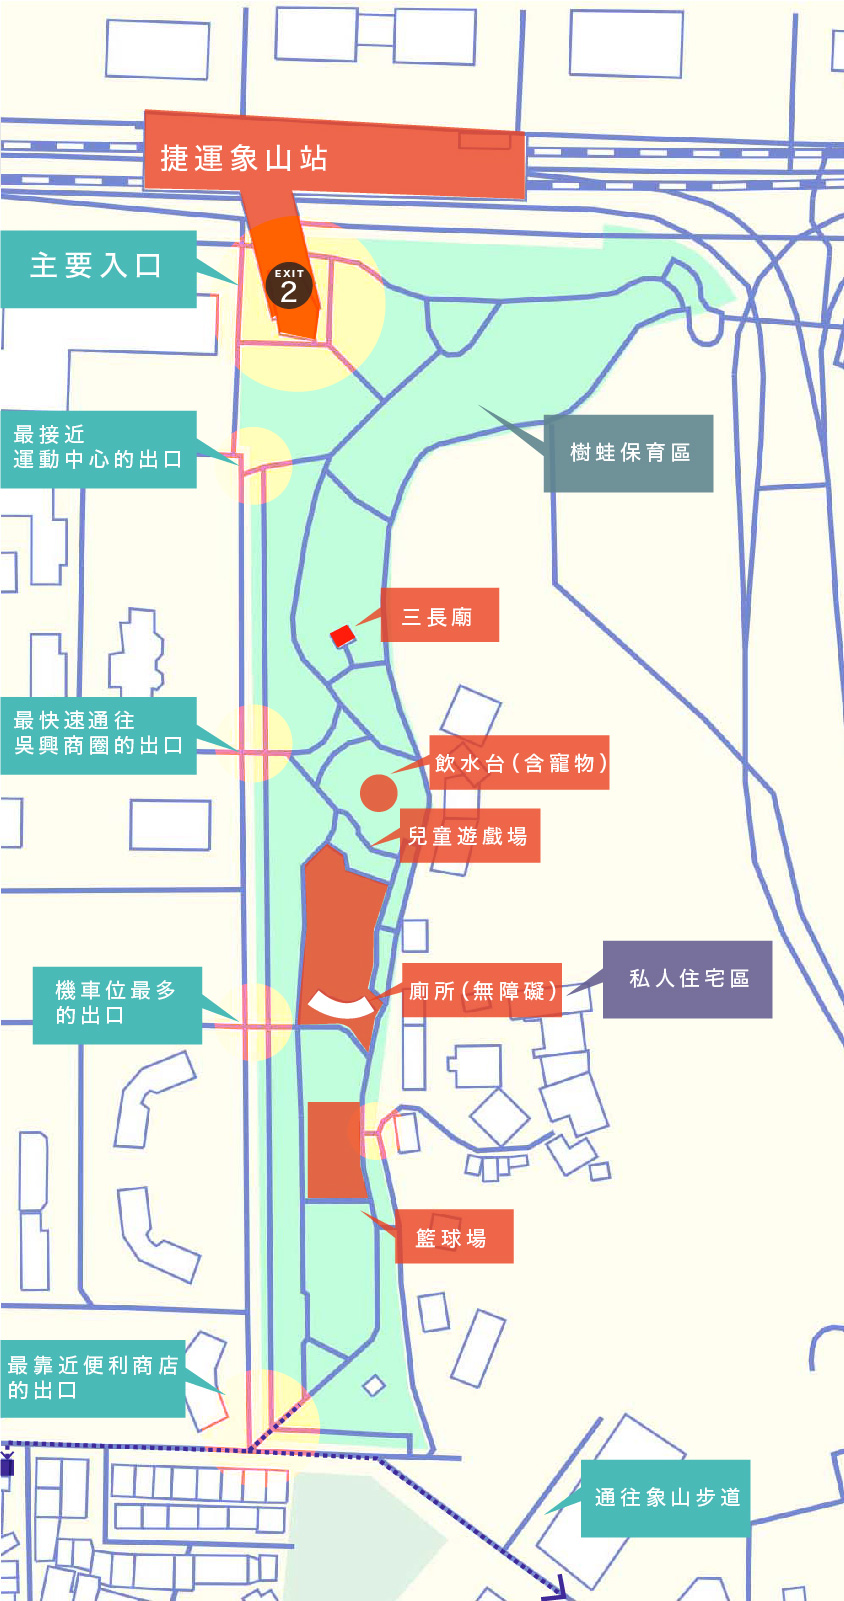 捷運象山站
主要入口
EXIT
2
最接近
運動中心的出口
樹蛙保育區
三長廟
最快速通往
吳興商圈的出口
飲水台(含寵物)
兒童遊戲場
私人住宅區
機車位最多
的出口
廁所(無障礙)
籃球場
最靠近便利商店
的出口
通往象山步道